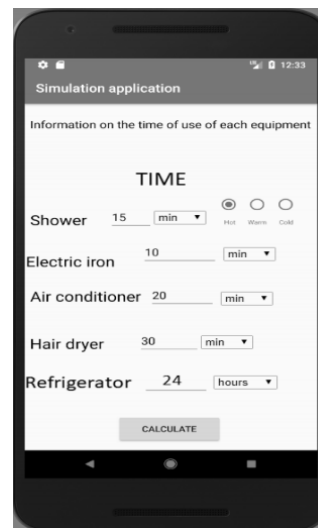 12:33
Simulation application
Information on the time of use of each equipment
TIME
Shower 15 min
Hot Warm Cold
Electric iron 10 min
Air conditioner 20 min
Hair dryer 30 min
Refrigerator 24 hours
CALCULATE